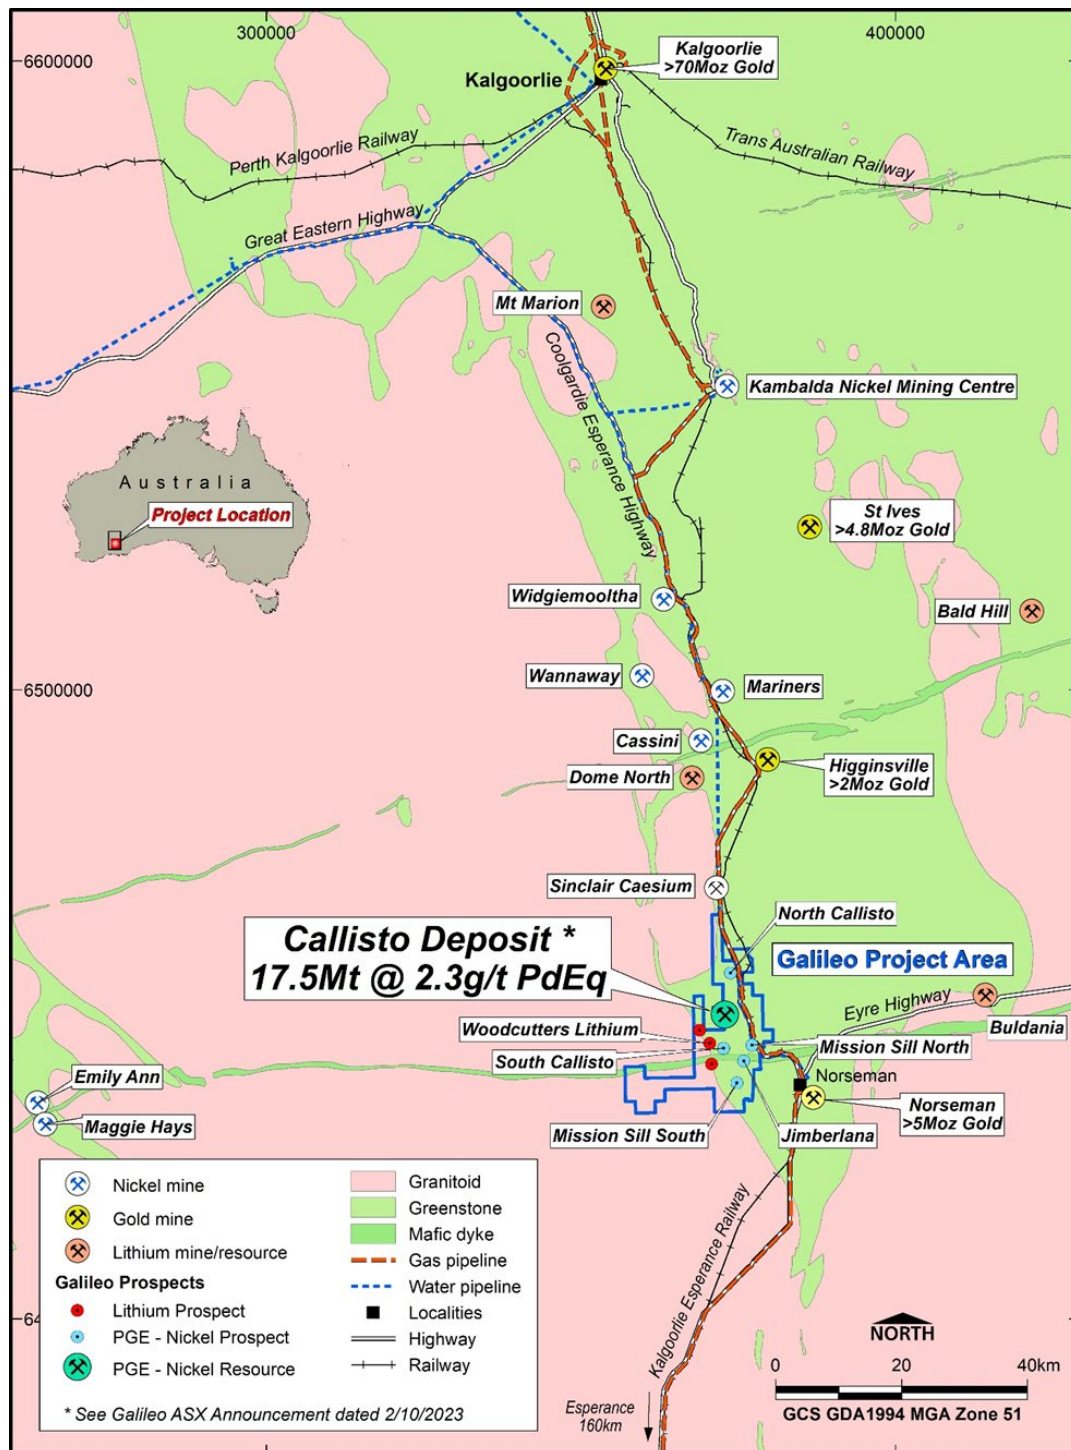 300000
400000
6600000
Kalgoorlie
>70Moz Gold
Kalgoorlie
Perth Kalgoorlie Railway
Trans Australian Railway
Great Eastern Highway
Mt Marion
Coolgardie Esperance Highway
Kambalda Nickel Mining Centre
Australia
Project Location
St Ives
>4.8Moz Gold
Widgiemooltha
Bald Hill
Wannaway
6500000
Mariners
Cassini
Dome North
Higginsville
>2Moz Gold
Sinclair Caesium
North Callisto
Callisto Deposit *
17.5Mt @ 2.3g/t PdEq
Galileo Project Area
Eyre Highway
Buldania
Woodcutters Lithium
South Callisto
Mission Sill North
Norseman
Emily Ann
Maggie Hays
Norseman
>5Moz Gold
Mission Sill South
Jimberlana
Nickel mine
Gold mine
Lithium mine/resource
Galileo Prospects
Lithium Prospect
PGE - Nickel Prospect
PGE - Nickel Resource
Granitoid
Greenstone
Mafic dyke
Gas pipeline
Water pipeline
Localities
Highway
Railway
* See Galileo ASX Announcement dated 2/10/2023
64
Kalgoorlie Esperance Railway
Esperance
160km
NORTH
0 20 40km
GCS GDA1994 MGA Zone 51